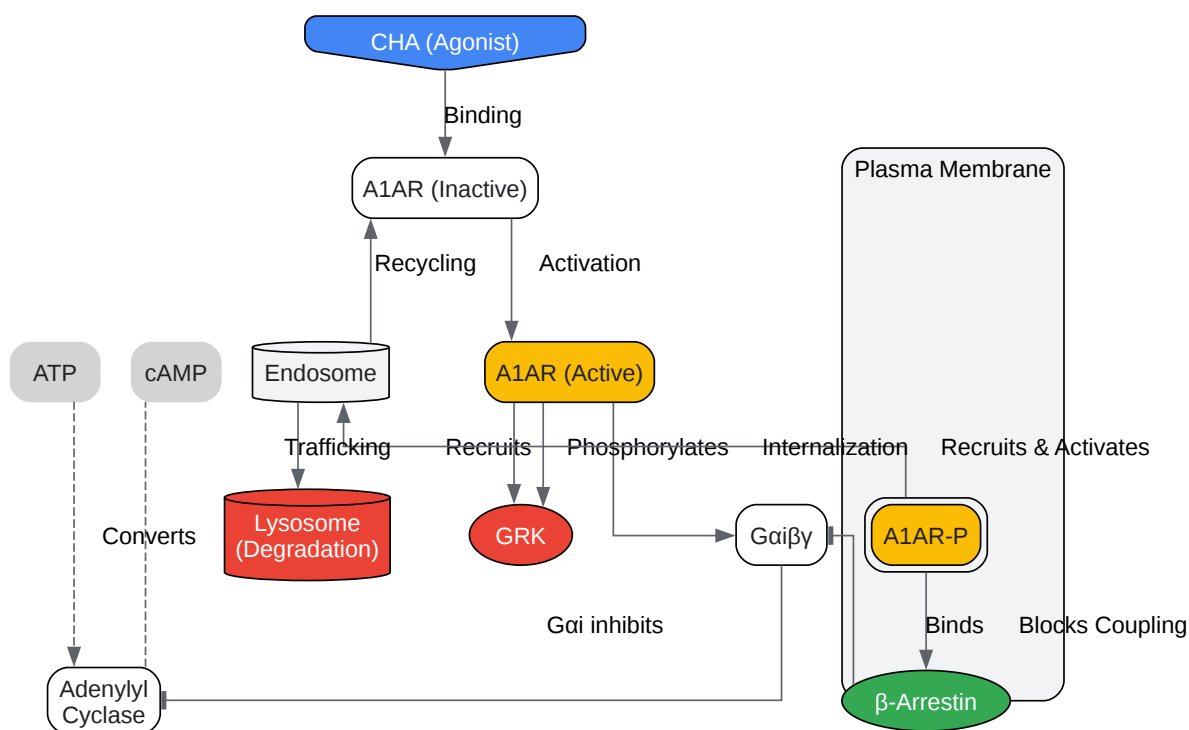 CHA (Agonist)
Binding
A1AR (Inactive)
Plasma Membrane
Recycling
Activation
ATP
cAMP
Endosome
A1AR (Active)
Trafficking
Recruits
Phosphorylates
Internalization
Recruits & Activates
Lysosome
(Degradation)
Converts
GRK
Gαiβγ
A1AR-P
Gαi inhibits
Binds
Blocks Coupling
Adenylyl
Cyclase
β-Arrestin